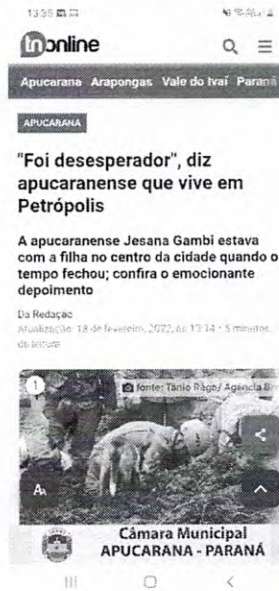 13:35
tnonline
Apucarana Arapongas Vale do Ivaí Paraná
APUCARANA
"Foi desesperador", diz
apucaranense que vive em
Petrópolis
A apucaranense Jesana Gambi estava
com a filha no centro da cidade quando o
tempo fechou; confira o emocionante
depoimento
Da Redação
Atualização: 18 de fevereiro, 2022, às 13:14 - 5 minutos
de leitura
1
fonte: Tânio Rêgo/ Agência B
AA
Câmara Municipal
APUCARANA - PARANÁ